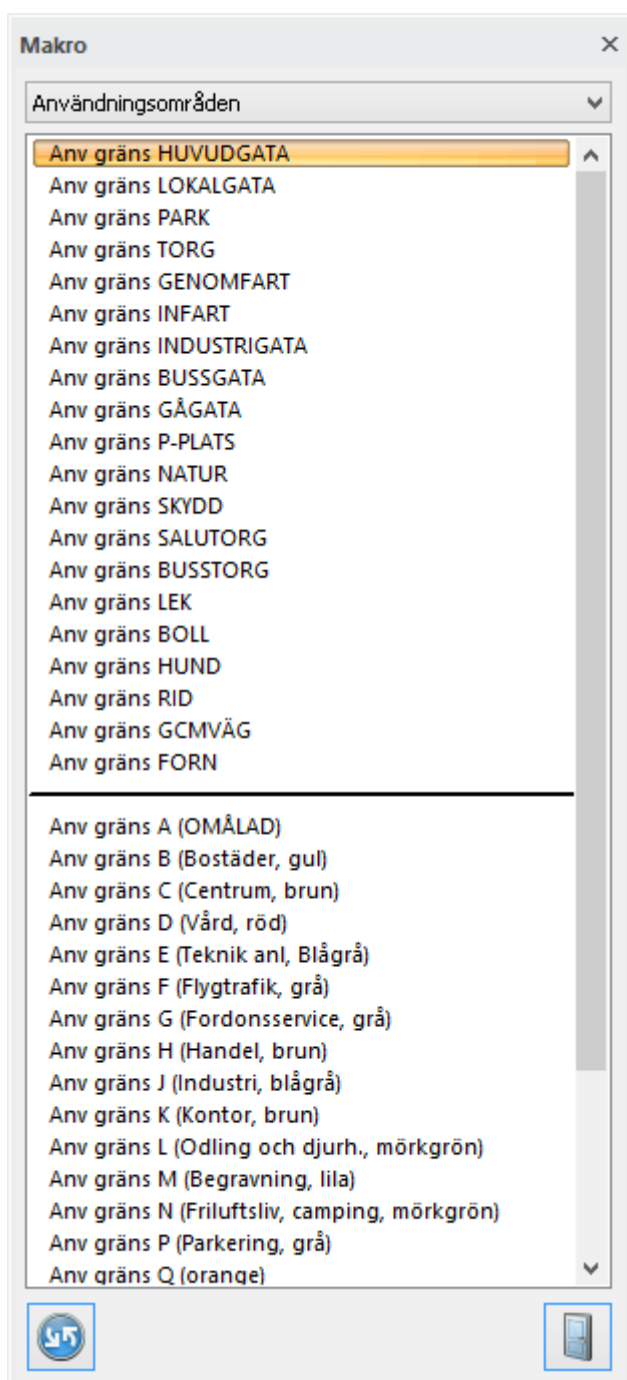 Makro
Användningsområden
Anv gräns HUVUDGATA
Anv gräns LOKALGATA
Anv gräns PARK
Anv gräns TORG
Anv gräns GENOMFART
Anv gräns INFART
Anv gräns INDUSTRIGATA
Anv gräns BUSSGATA
Anv gräns GÅGATA
Anv gräns P-PLATS
Anv gräns NATUR
Anv gräns SKYDD
Anv gräns SALUTORG
Anv gräns BUSSTORG
Anv gräns LEK
Anv gräns BOLL
Anv gräns HUND
Anv gräns RID
Anv gräns GCMVÄG
Anv gräns FORN
Anv gräns A (OMÅLAD)
Anv gräns B (Bostäder, gul)
Anv gräns C (Centrum, brun)
Anv gräns D (Vård, röd)
Anv gräns E (Teknik anl, Blågrå)
Anv gräns F (Flygtrafik, grå)
Anv gräns G (Fordonsservice, grå)
Anv gräns H (Handel, brun)
Anv gräns J (Industri, blågrå)
Anv gräns K (Kontor, brun)
Anv gräns L (Odling och djurh., mörkgrön)
Anv gräns M (Begravning, lila)
Anv gräns N (Friluftsliv, camping, mörkgrön)
Anv gräns P (Parkering, grå)
Anv gräns Q (orange)